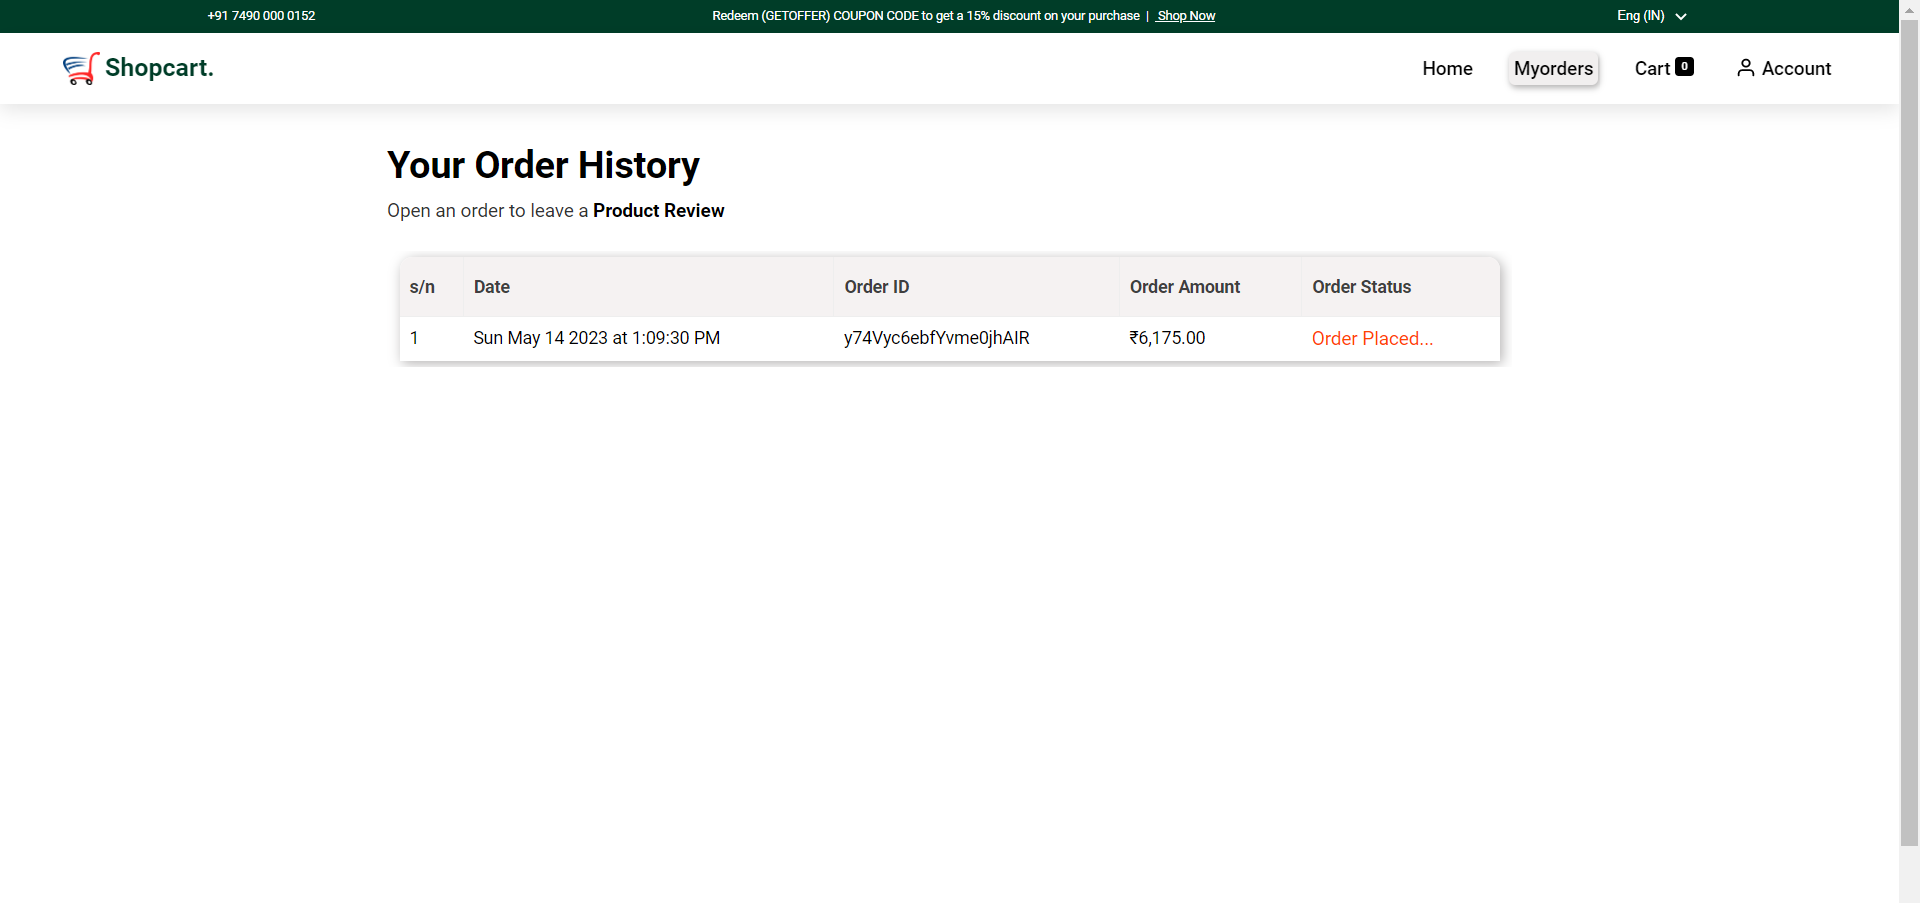 +91 7490 000 0152
Redeem (GETOFFER) COUPON CODE to get a 15% discount on your purchase | Shop Now
Eng (IN)
Shopcart.
Home
Myorders
Cart 0
Account
Your Order History
Open an order to leave a Product Review
s/n Date Order ID Order Amount Order Status
1 Sun May 14 2023 at 1:09:30 PM y74Vyc6ebfYvme0jhAIR ₹6,175.00 Order Placed...